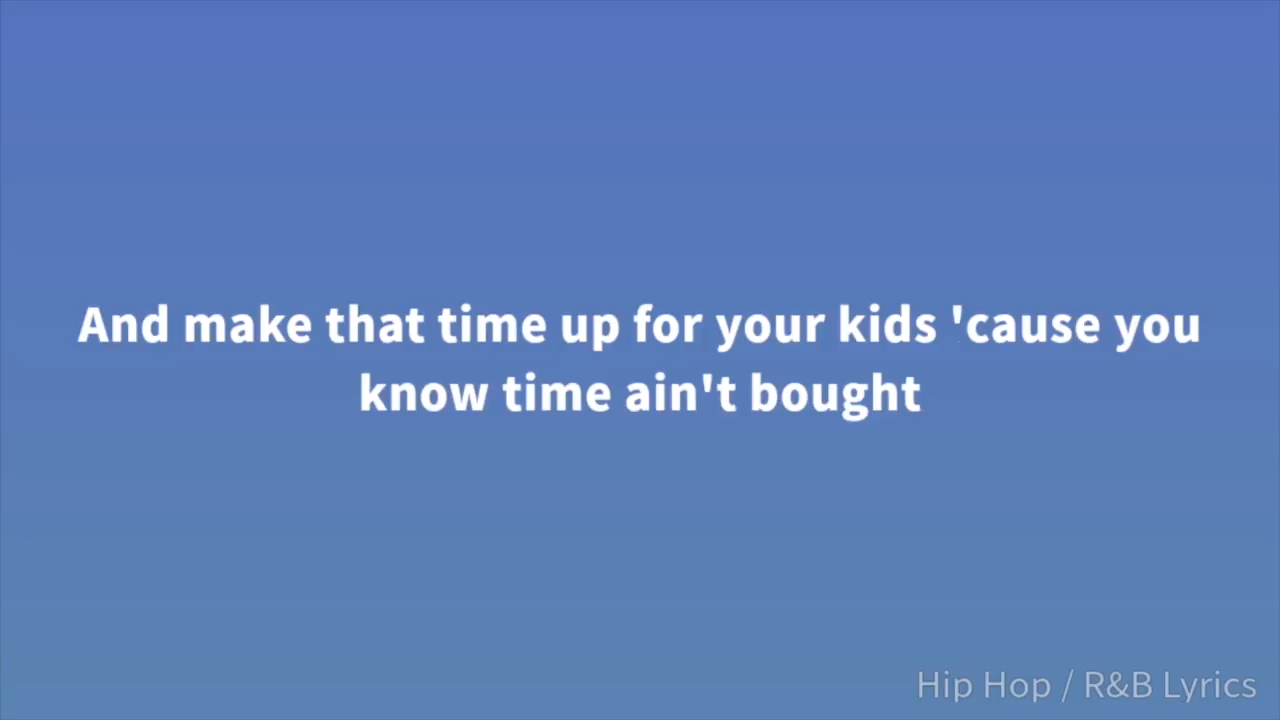 And make that time up for your kids 'cause you
know time ain't bought
Hip Hop / R&B Lyrics